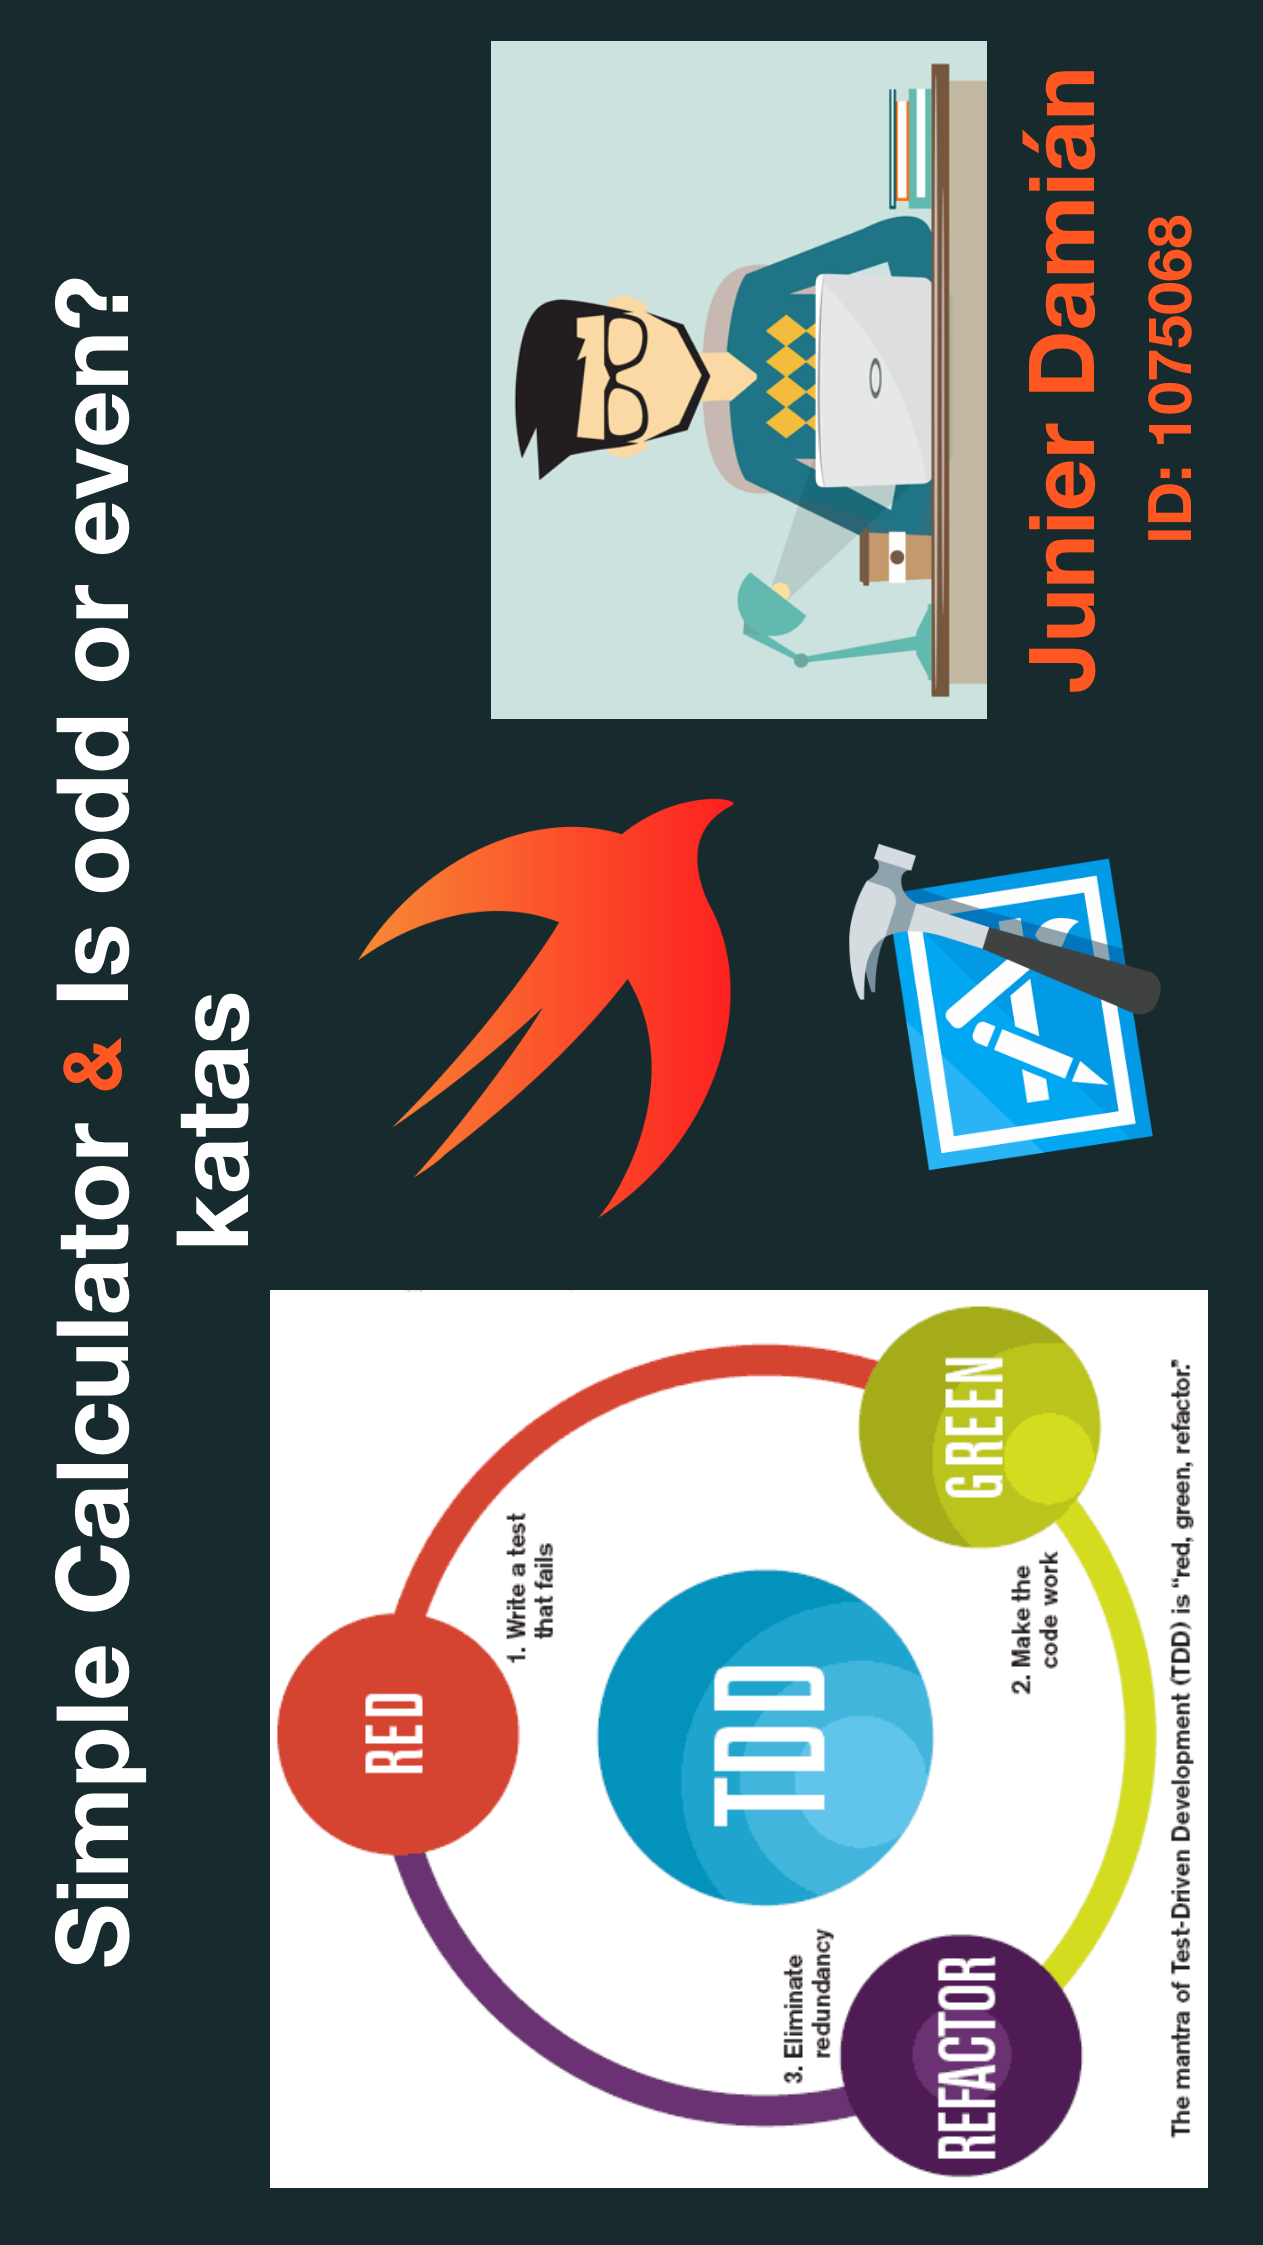 Simple Calculator & Is odd or even?
katas
RED
1. Write a test
that fails
TDD
GREEN
2. Make the
code work
3. Eliminate
redundancy
REFACTOR
The mantra of Test-Driven Development (TDD) is “red, green, refactor.”
Junier Damián
ID: 1075068